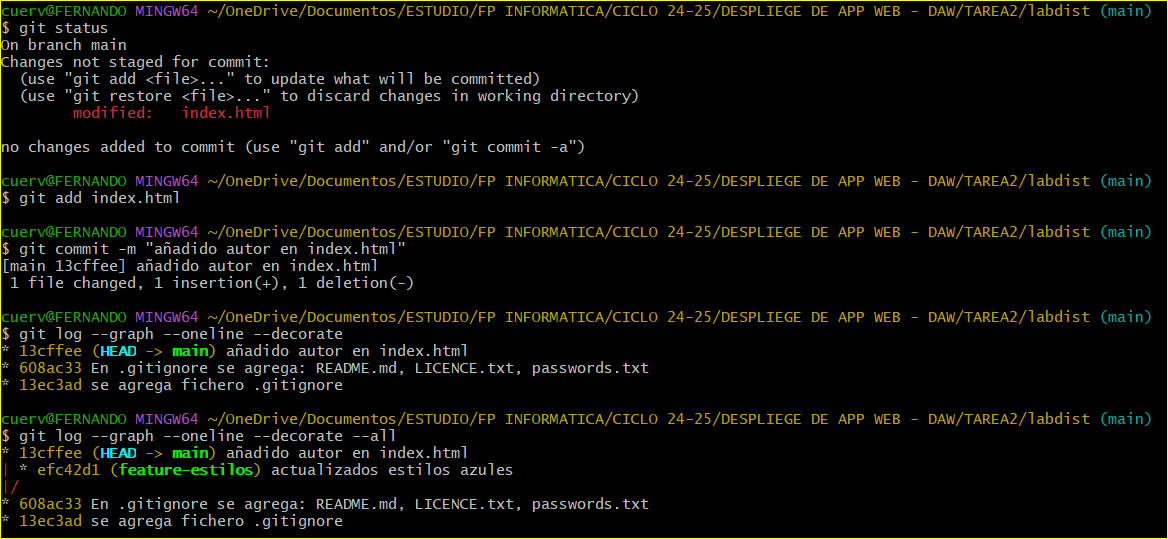 cuerv@FERNANDO MINGW64 ~/OneDrive/Documentos/ESTUDIO/FP INFORMATICA/CICLO 24-25/DESPLIEGE DE APP WEB - DAW/TAREA2/labdist (main)
$ git status
On branch main
Changes not staged for commit:
  (use "git add <file>..." to update what will be committed)
  (use "git restore <file>..." to discard changes in working directory)
        modified:   index.html

no changes added to commit (use "git add" and/or "git commit -a")

cuerv@FERNANDO MINGW64 ~/OneDrive/Documentos/ESTUDIO/FP INFORMATICA/CICLO 24-25/DESPLIEGE DE APP WEB - DAW/TAREA2/labdist (main)
$ git add index.html

cuerv@FERNANDO MINGW64 ~/OneDrive/Documentos/ESTUDIO/FP INFORMATICA/CICLO 24-25/DESPLIEGE DE APP WEB - DAW/TAREA2/labdist (main)
$ git commit -m "añadido autor en index.html"
[main 13cffee] añadido autor en index.html
 1 file changed, 1 insertion(+), 1 deletion(-)

cuerv@FERNANDO MINGW64 ~/OneDrive/Documentos/ESTUDIO/FP INFORMATICA/CICLO 24-25/DESPLIEGE DE APP WEB - DAW/TAREA2/labdist (main)
$ git log --graph --oneline --decorate
* 13cffee (HEAD -> main) añadido autor en index.html
* 608ac33 En .gitignore se agrega: README.md, LICENCE.txt, passwords.txt
* 13ec3ad se agrega fichero .gitignore

cuerv@FERNANDO MINGW64 ~/OneDrive/Documentos/ESTUDIO/FP INFORMATICA/CICLO 24-25/DESPLIEGE DE APP WEB - DAW/TAREA2/labdist (main)
$ git log --graph --oneline --decorate --all
* 13cffee (HEAD -> main) añadido autor en index.html
| * efc42d1 (feature-estilos) actualizados estilos azules
|/
* 608ac33 En .gitignore se agrega: README.md, LICENCE.txt, passwords.txt
* 13ec3ad se agrega fichero .gitignore